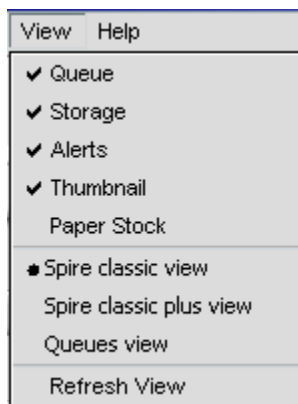 View Help
Queue
Storage
Alerts
Thumbnail
Paper Stock
Spire classic view
Spire classic plus view
Queues view
Refresh View